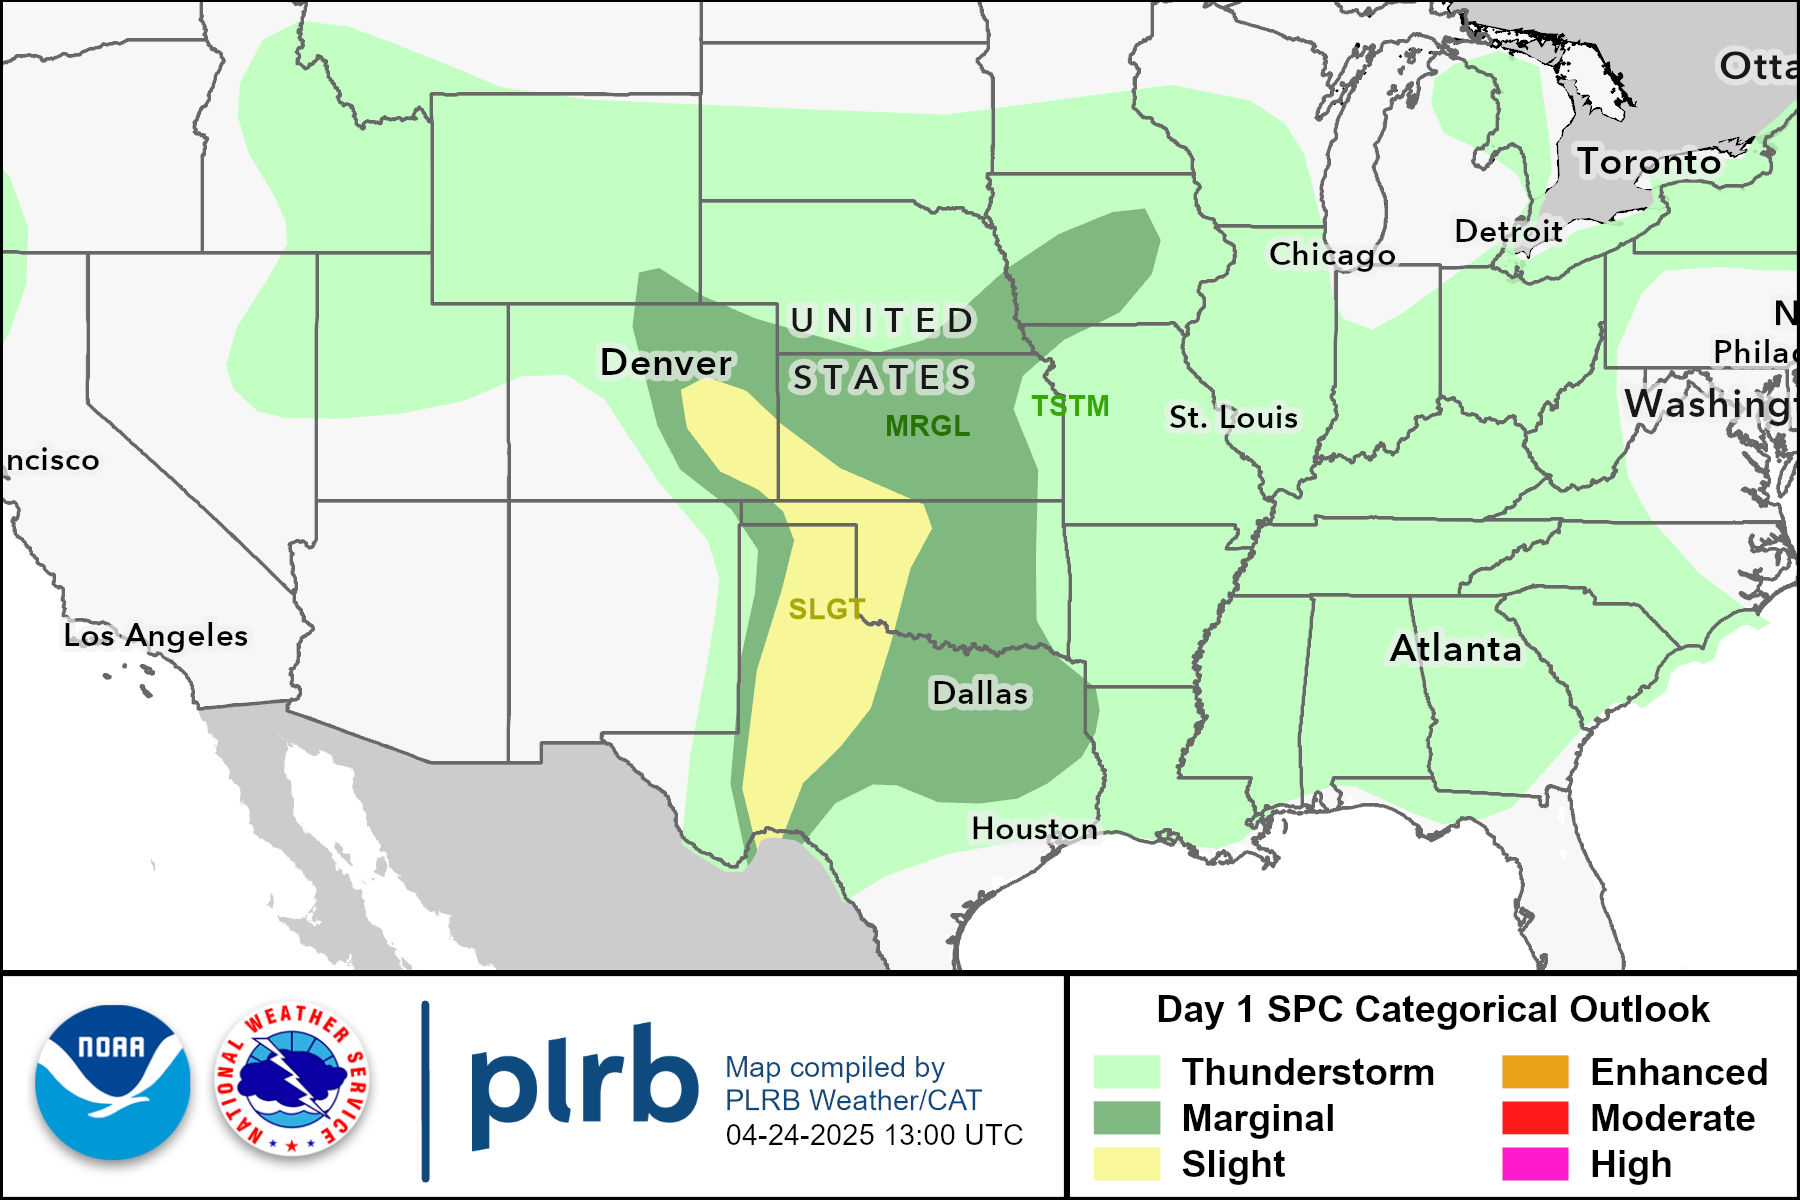 Otta
Toronto
Detroit
Chicago
UNITED
STATES
N
Philad
Denver
TSTM
MRGL
St. Louis
Washingt
ncisco
SLGT
Los Angeles
Atlanta
Dallas
Houston
NOAA
NATIONAL WEATHER SERVICE
plrb
Map compiled by
PLRB Weather/CAT
04-24-2025 13:00 UTC
Day 1 SPC Categorical Outlook
Thunderstorm
Marginal
Slight
Enhanced
Moderate
High